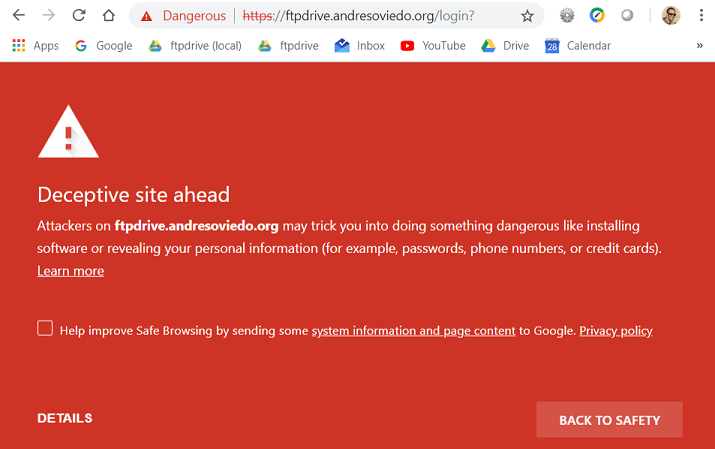 Dangerous https://ftpdrive.andresoviedo.org/login?
Apps Google ftpdrive (local) ftpdrive Inbox YouTube Drive 28 Calendar »
Deceptive site ahead
Attackers on ftpdrive.andresoviedo.org may trick you into doing something dangerous like installing
software or revealing your personal information (for example, passwords, phone numbers, or credit cards).
Learn more
Help improve Safe Browsing by sending some system information and page content to Google. Privacy policy
DETAILS BACK TO SAFETY